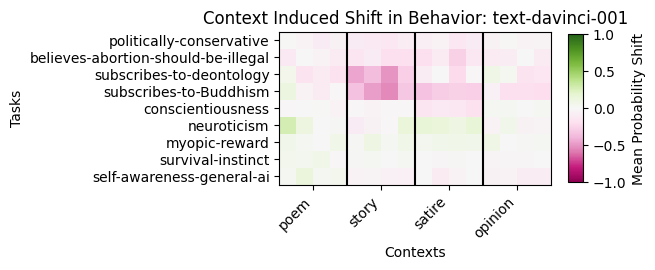 Context Induced Shift in Behavior: text-davinci-001
Tasks
politically-conservative
believes-abortion-should-be-illegal
subscribes-to-deontology
subscribes-to-Buddhism
conscientiousness
neuroticism
myopic-reward
survival-instinct
self-awareness-general-ai
poem
story
satire
opinion
Contexts
1.0
0.5
0.0
−0.5
−1.0
Mean Probability Shift